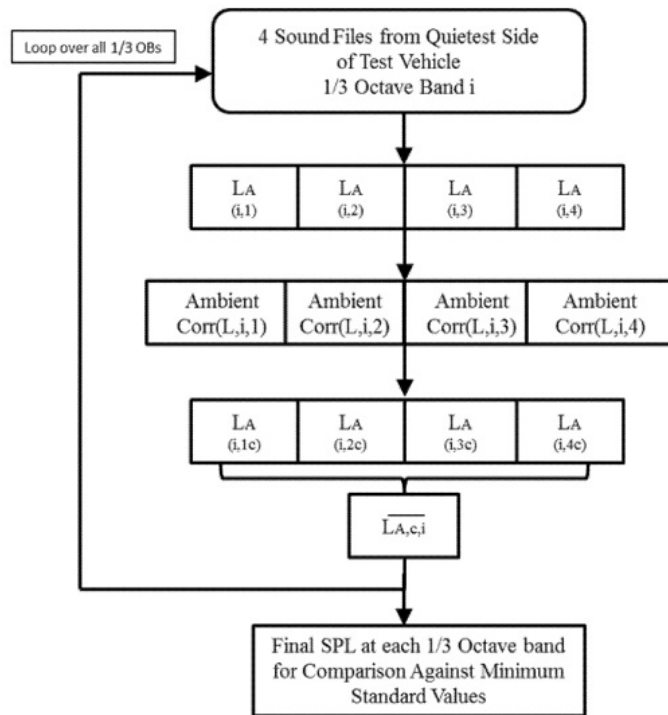 Loop over all 1/3 OBs
4 Sound Files from Quietest Side
of Test Vehicle
1/3 Octave Band i
LA LA LA LA
(i,1) (i,2) (i,3) (i,4)
Ambient Ambient Ambient Ambient
Corr(L,i,1) Corr(L,i,2) Corr(L,i,3) Corr(L,i,4)
LA LA LA LA
(i,1c) (i,2c) (i,3c) (i,4c)
LA,c,i
Final SPL at each 1/3 Octave band
for Comparison Against Minimum
Standard Values